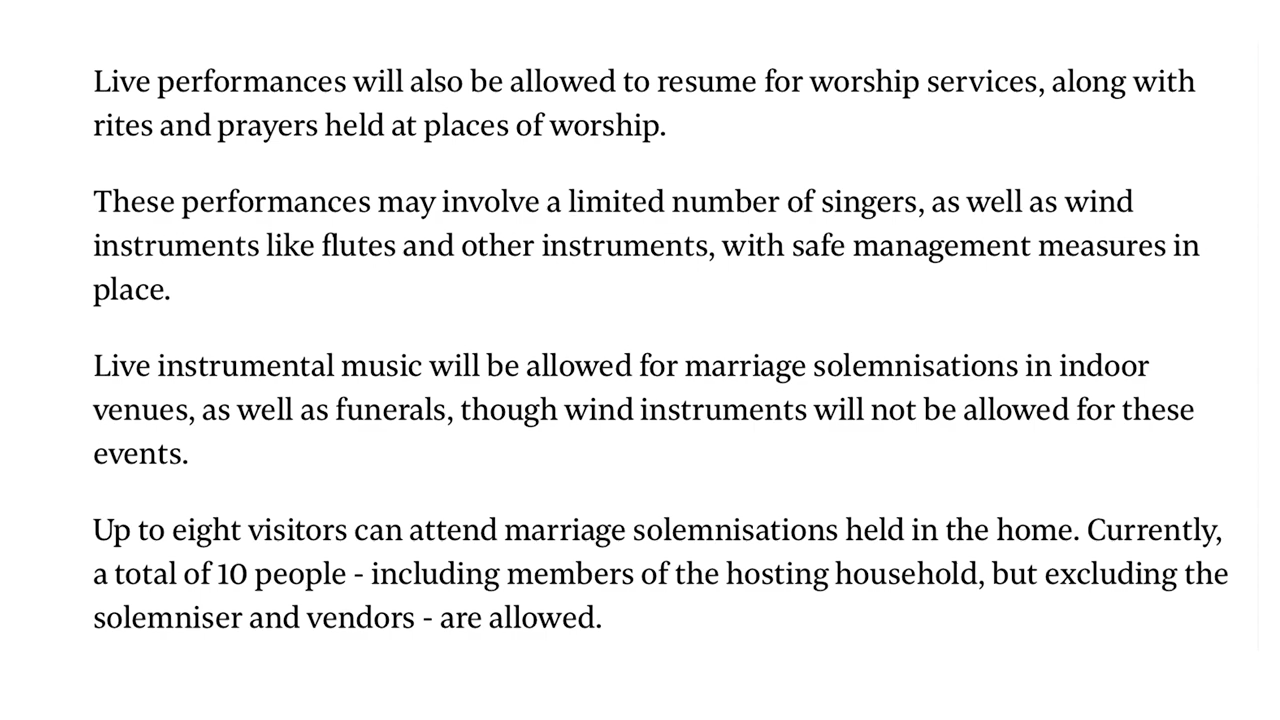 Live performances will also be allowed to resume for worship services, along with
rites and prayers held at places of worship.
These performances may involve a limited number of singers, as well as wind
instruments like flutes and other instruments, with safe management measures in
place.
Live instrumental music will be allowed for marriage solemnisations in indoor
venues, as well as funerals, though wind instruments will not be allowed for these
events.
Up to eight visitors can attend marriage solemnisations held in the home. Currently,
a total of 10 people - including members of the hosting household, but excluding the
solemniser and vendors - are allowed.